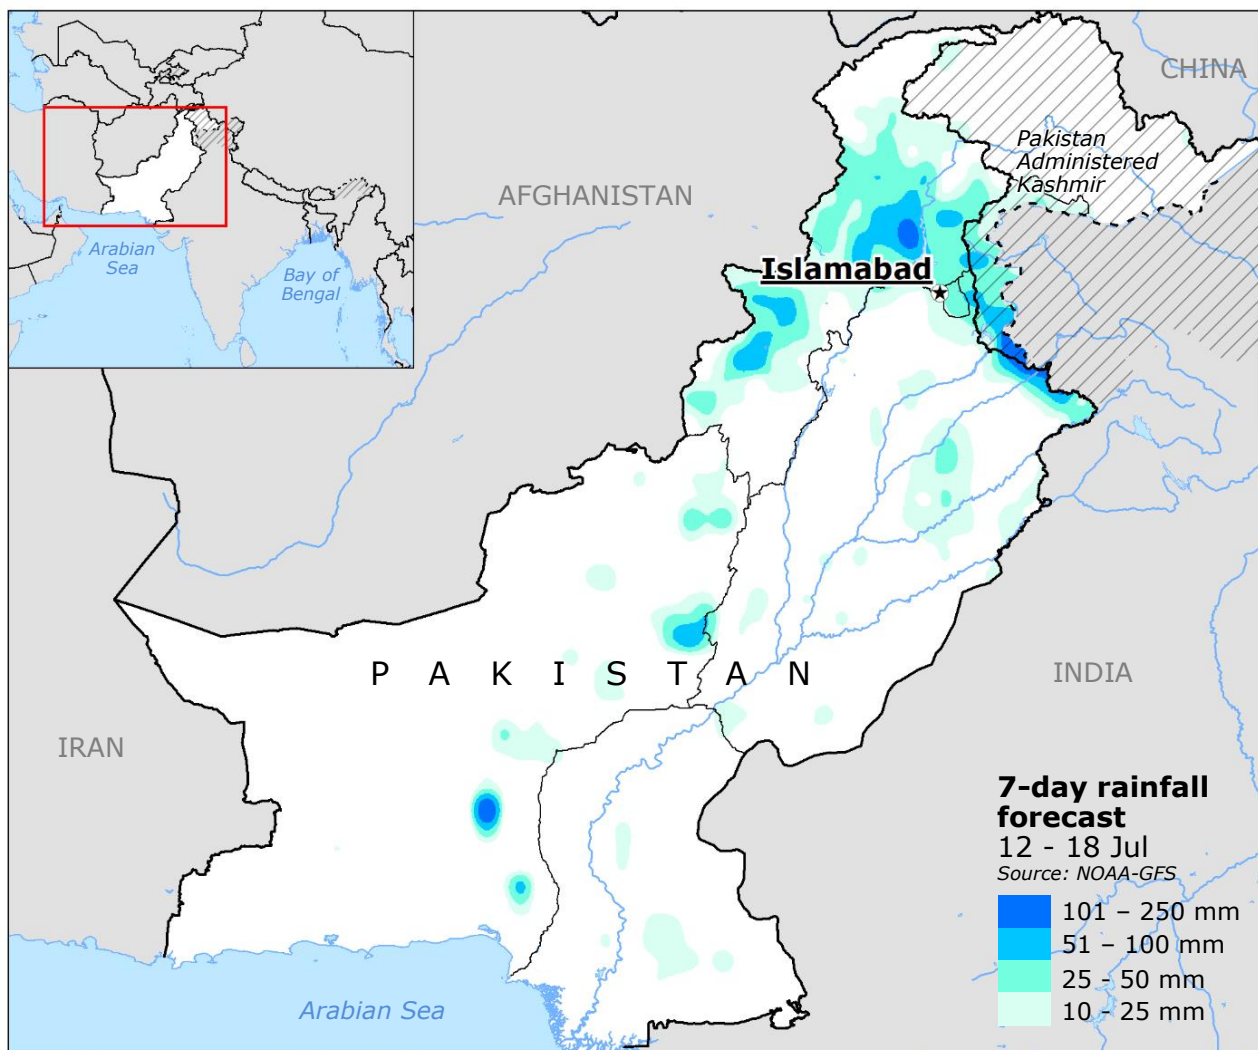 Arabian
Sea
Bay of
Bengal
AFGHANISTAN
CHINA
Pakistan
Administered
Kashmir
Islamabad
PAKISTAN
INDIA
IRAN
Arabian Sea
7-day rainfall
forecast
12 - 18 Jul
Source: NOAA-GFS
101 – 250 mm
51 – 100 mm
25 - 50 mm
10 - 25 mm